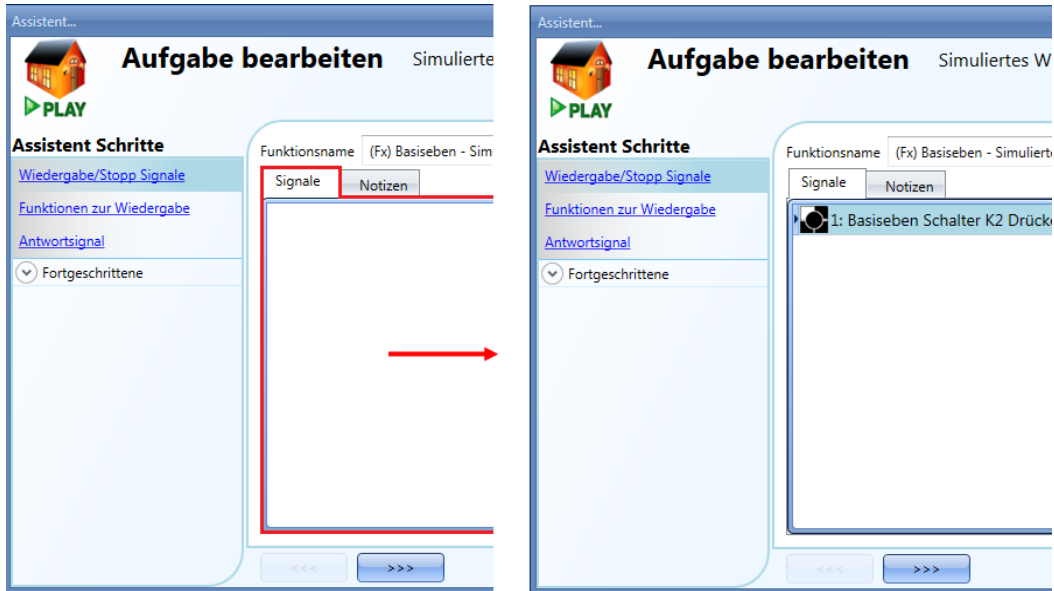 Assistent...
Aufgabe bearbeiten Simulierte
PLAY
Assistent Schritte
Wiedergabe/Stopp Signale
Funktionen zur Wiedergabe
Antwortsignal
Fortgeschrittene
Funktionsname (Fx) Basiseben - Sim
Signale Notizen
<<< >>>
Assistent...
Aufgabe bearbeiten Simuliertes W
PLAY
Assistent Schritte
Wiedergabe/Stopp Signale
Funktionen zur Wiedergabe
Antwortsignal
Fortgeschrittene
Funktionsname (Fx) Basiseben - Simulierte
Signale Notizen
1: Basiseben Schalter K2 Drücke
<<< >>>